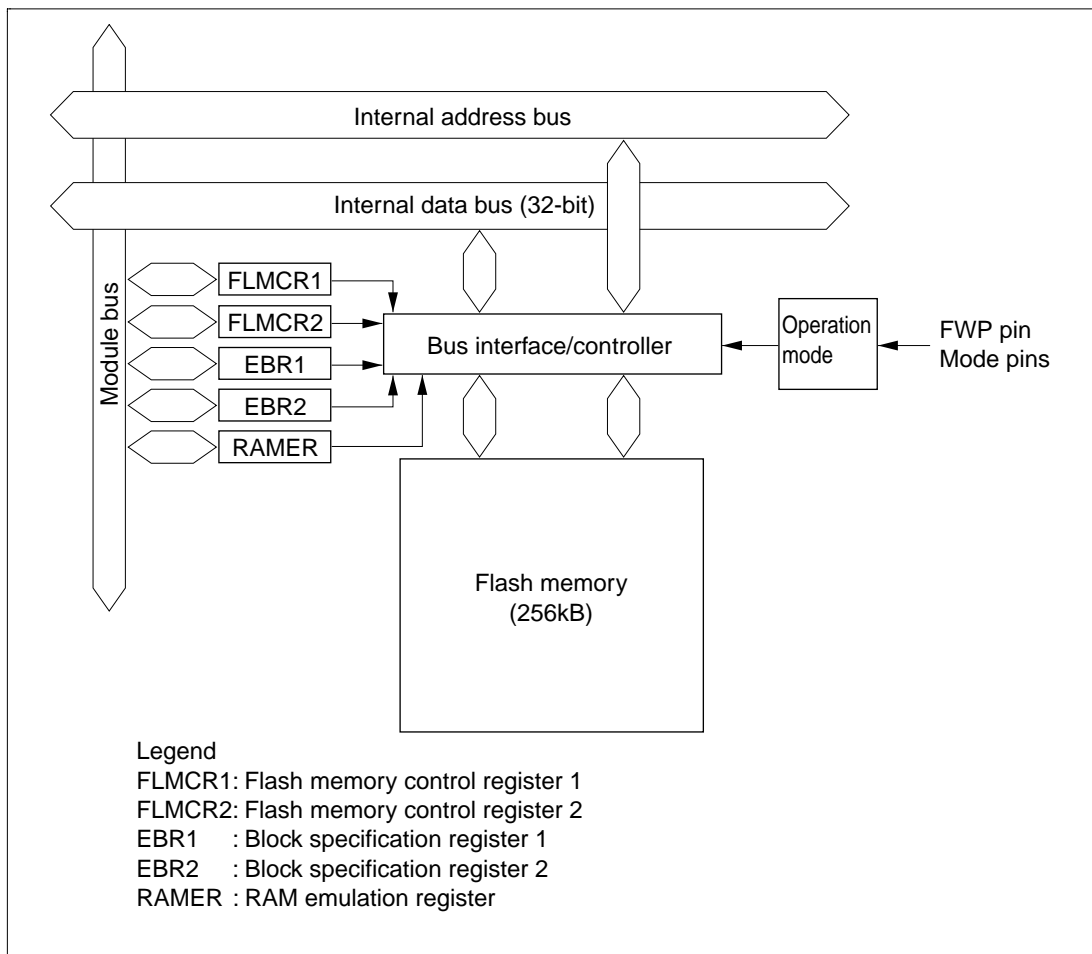 Internal address bus
Internal data bus (32-bit)
Module bus
FLMCR1
FLMCR2
EBR1
EBR2
RAMER
Bus interface/controller
Operation
mode
FWP pin
Mode pins
Flash memory
(256kB)
Legend
FLMCR1: Flash memory control register 1
FLMCR2: Flash memory control register 2
EBR1 : Block specification register 1
EBR2 : Block specification register 2
RAMER : RAM emulation register